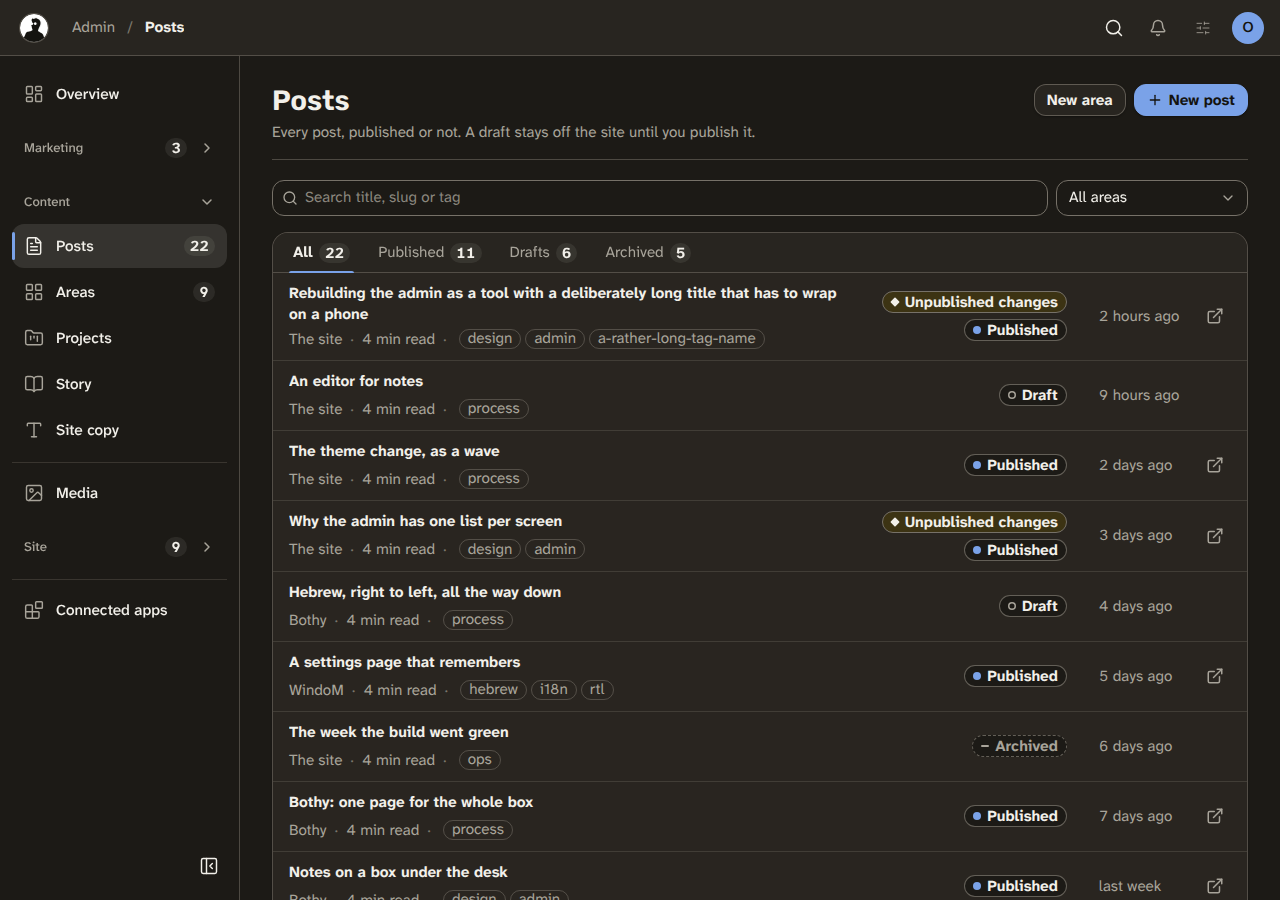 Admin / Posts
O
Overview
Marketing 3
Content
Posts 22
Areas 9
Projects
Story
Site copy
Media
Site 9
Connected apps
Posts
Every post, published or not. A draft stays off the site until you publish it.
New area
+ New post
Search title, slug or tag
All areas
All 22 Published 11 Drafts 6 Archived 5
Rebuilding the admin as a tool with a deliberately long title that has to wrap
on a phone
The site · 4 min read · design admin a-rather-long-tag-name
Unpublished changes
Published
2 hours ago
An editor for notes
The site · 4 min read · process
Draft
9 hours ago
The theme change, as a wave
The site · 4 min read · process
Published
2 days ago
Why the admin has one list per screen
The site · 4 min read · design admin
Unpublished changes
Published
3 days ago
Hebrew, right to left, all the way down
Bothy · 4 min read · process
Draft
4 days ago
A settings page that remembers
WindoM · 4 min read · hebrew i18n rtl
Published
5 days ago
The week the build went green
The site · 4 min read · ops
Archived
6 days ago
Bothy: one page for the whole box
Bothy · 4 min read · process
Published
7 days ago
Notes on a box under the desk
Bothy · 4 min read · design admin
Published
last week